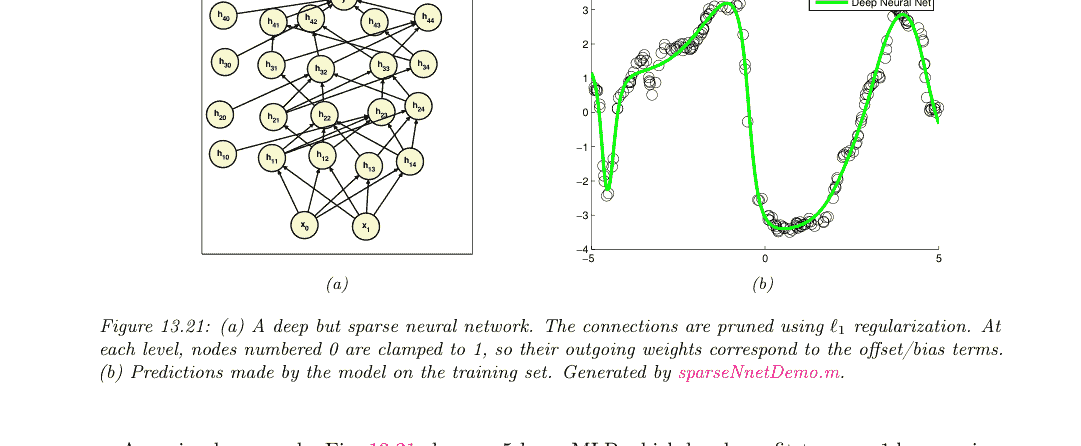 y
h40
h41
h42
h43
h44
h30
h31
h32
h33
h34
h20
h21
h22
h23
h24
h10
h11
h12
h13
h14
x0
x1
Deep Neural Net
3
2
1
0
−1
−2
−3
−4
−5 0 5
(a) (b)
Figure 13.21: (a) A deep but sparse neural network. The connections are pruned using ℓ1 regularization. At
each level, nodes numbered 0 are clamped to 1, so their outgoing weights correspond to the offset/bias terms.
(b) Predictions made by the model on the training set. Generated by sparseNnetDemo.m.